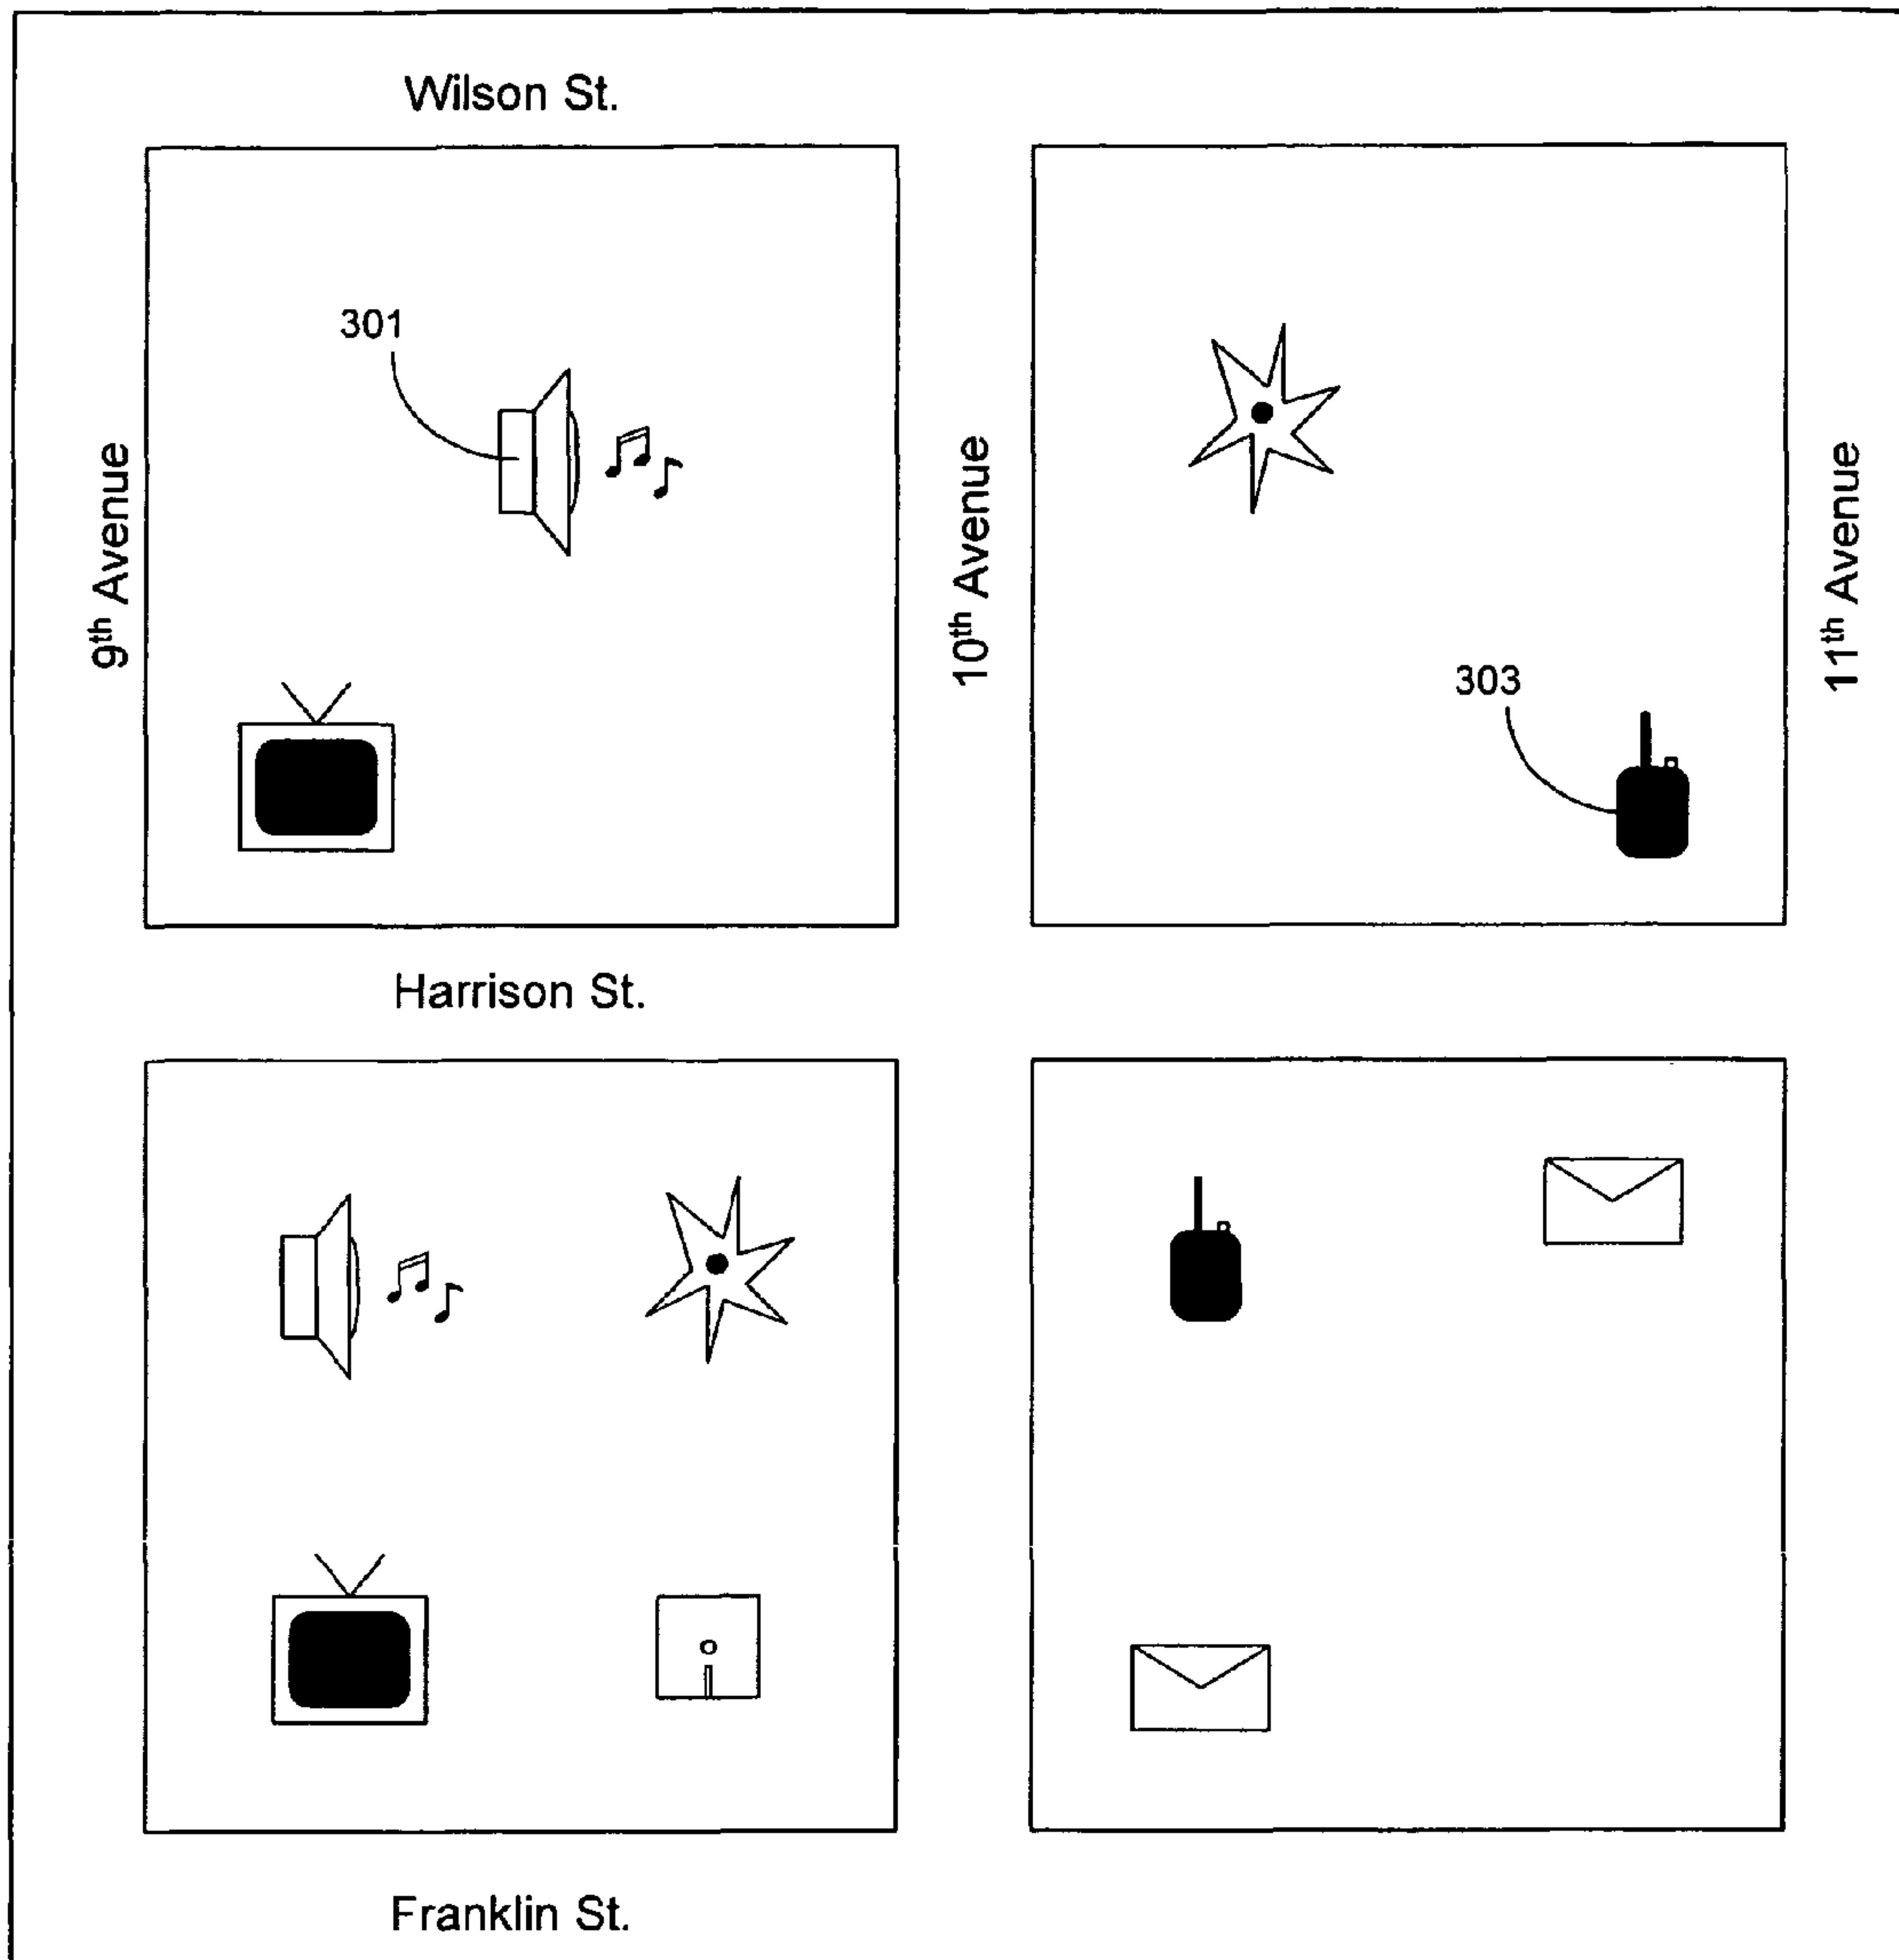 Wilson St.
301
9th Avenue
10th Avenue
11th Avenue
303
Harrison St.
Franklin St.